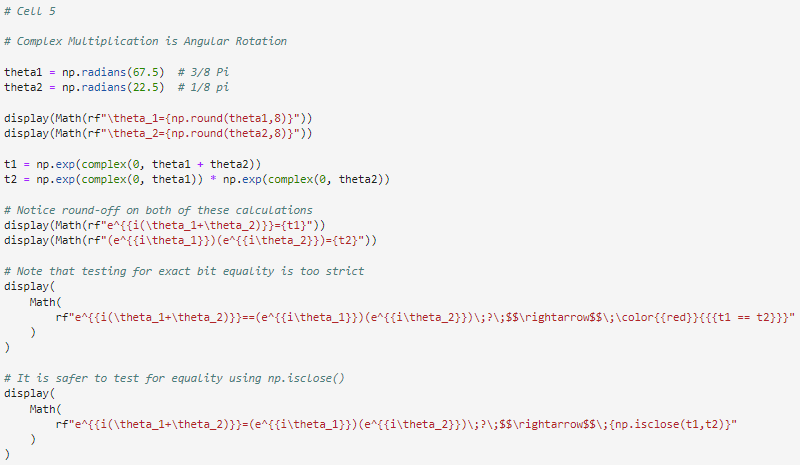 # Cell 5
# Complex Multiplication is Angular Rotation
theta1 = np.radians(67.5)  # 3/8 Pi
theta2 = np.radians(22.5)  # 1/8 pi
display(Math(rf"\theta_1={np.round(theta1,8)}"))
display(Math(rf"\theta_2={np.round(theta2,8)}"))
t1 = np.exp(complex(0, theta1 + theta2))
t2 = np.exp(complex(0, theta1)) * np.exp(complex(0, theta2))
# Notice round-off on both of these calculations
display(Math(rf"e^{{i(\theta_1+\theta_2)}}={t1}"))
display(Math(rf"(e^{{i\theta_1}})(e^{{i\theta_2}})={t2}"))
# Note that testing for exact bit equality is too strict
display(
    Math(
        rf"e^{{i(\theta_1+\theta_2)}}==(e^{{i\theta_1}})(e^{{i\theta_2}})\;?\;$$\rightarrow$$\;\color{{red}}{{{t1 == t2}}}"
    )
)
# It is safer to test for equality using np.isclose()
display(
    Math(
        rf"e^{{i(\theta_1+\theta_2)}}=(e^{{i\theta_1}})(e^{{i\theta_2}})\;?\;$$\rightarrow$$\;{np.isclose(t1,t2)}"
    )
)